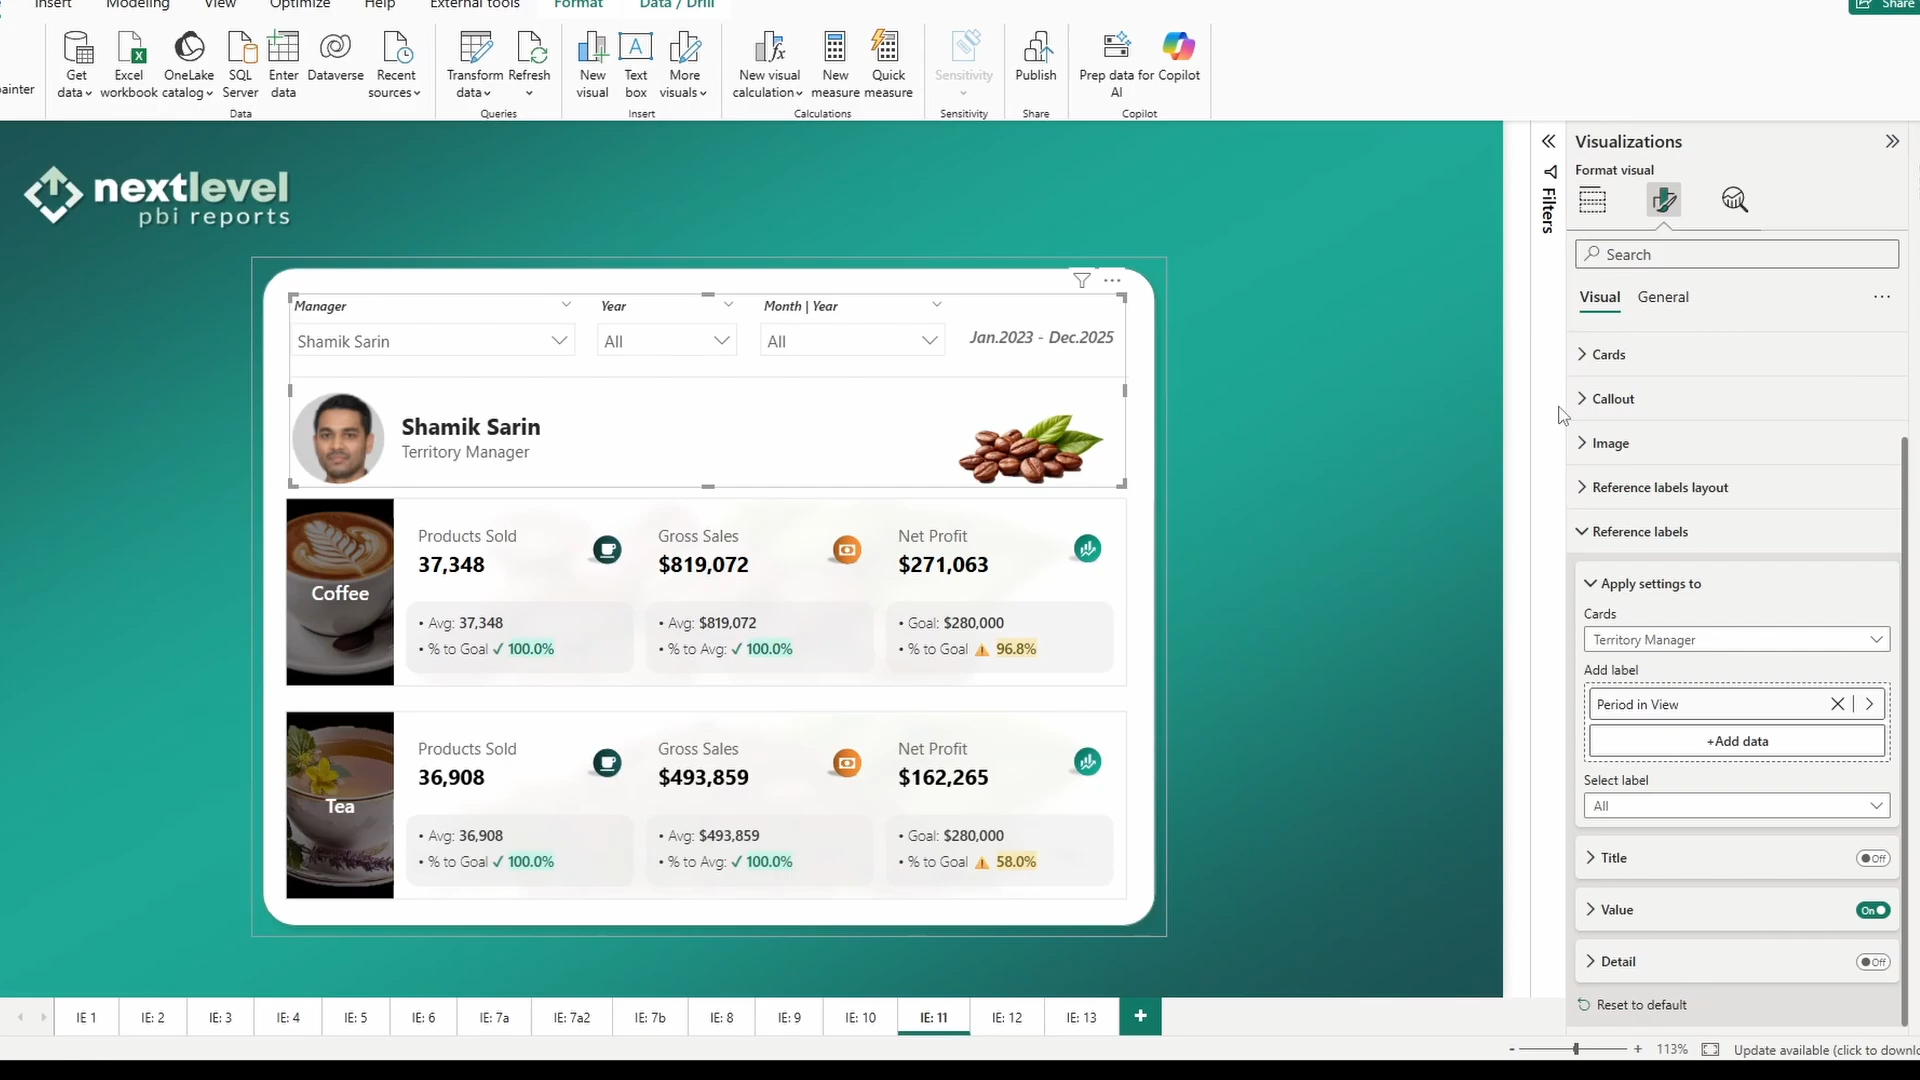 Insert Modeling View Optimize Help External tools Format Data / Drill Share
ainter
Get data
Excel workbook
OneLake catalog
SQL Server
Enter data
Dataverse
Recent sources
Transform data
Refresh
New visual
Text box
More visuals
New visual calculation
New measure
Quick measure
Sensitivity
Publish
Prep data for AI
Copilot
Data Queries Insert Calculations Sensitivity Share Copilot
nextlevel
pbi reports
Manager Year Month | Year
Shamik Sarin All All Jan.2023 - Dec.2025
Shamik Sarin
Territory Manager
Coffee
Products Sold Gross Sales Net Profit
37,348 $819,072 $271,063
• Avg: 37,348 • Avg: $819,072 • Goal: $280,000
• % to Goal ✓ 100.0% • % to Avg: ✓ 100.0% • % to Goal ⚠ 96.8%
Tea
Products Sold Gross Sales Net Profit
36,908 $493,859 $162,265
• Avg: 36,908 • Avg: $493,859 • Goal: $280,000
• % to Goal ✓ 100.0% • % to Avg: ✓ 100.0% • % to Goal ⚠ 58.0%
Filters
Visualizations
Format visual
Search
Visual General
Cards
Callout
Image
Reference labels layout
Reference labels
Apply settings to
Cards
Territory Manager
Add label
Period in View
+Add data
Select label
All
Title Off
Value On
Detail Off
Reset to default
IE 1 IE: 2 IE: 3 IE: 4 IE: 5 IE: 6 IE: 7a IE: 7a2 IE: 7b IE: 8 IE: 9 IE: 10 IE: 11 IE: 12 IE: 13 +
- + 113% Update available (click to downlo